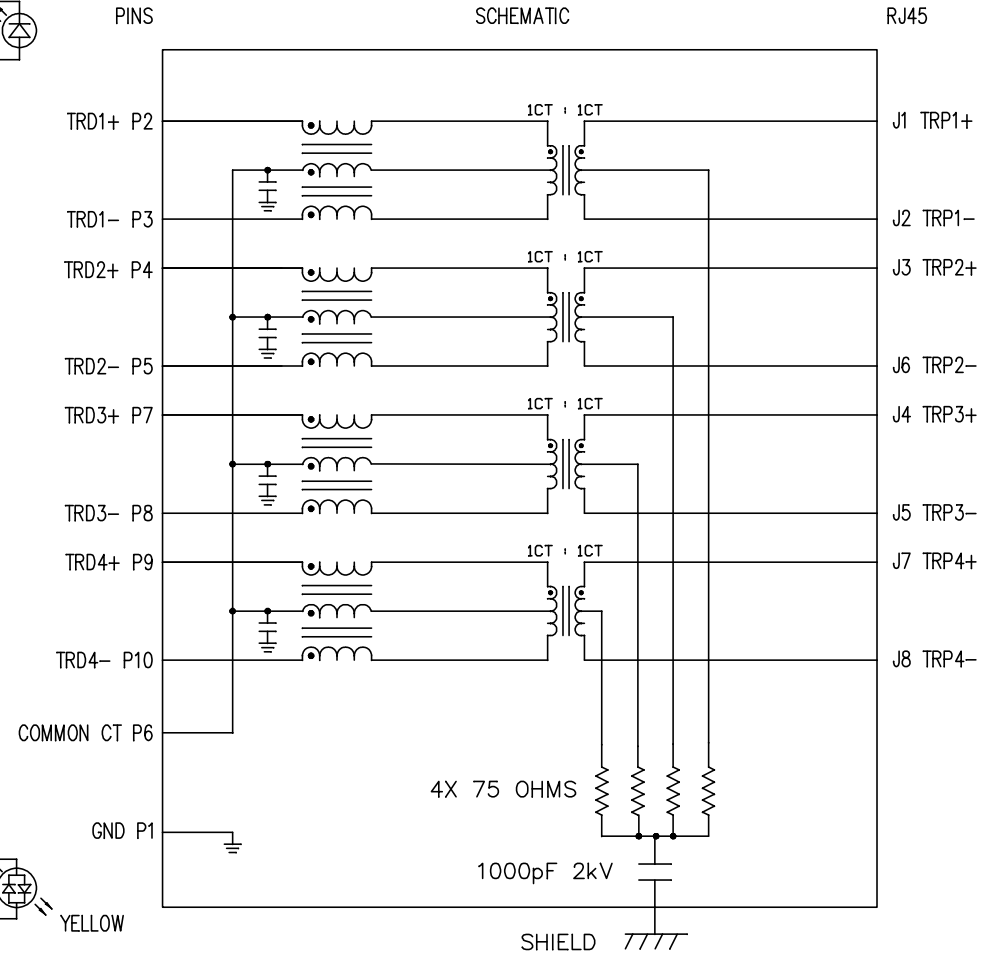 PINS SCHEMATIC RJ45
1CT : 1CT
TRD1+ P2 J1 TRP1+
TRD1- P3 J2 TRP1-
1CT : 1CT
TRD2+ P4 J3 TRP2+
TRD2- P5 J6 TRP2-
1CT : 1CT
TRD3+ P7 J4 TRP3+
TRD3- P8 J5 TRP3-
1CT : 1CT
TRD4+ P9 J7 TRP4+
TRD4- P10 J8 TRP4-
COMMON CT P6
4X 75 OHMS
GND P1
1000pF 2kV
YELLOW
SHIELD